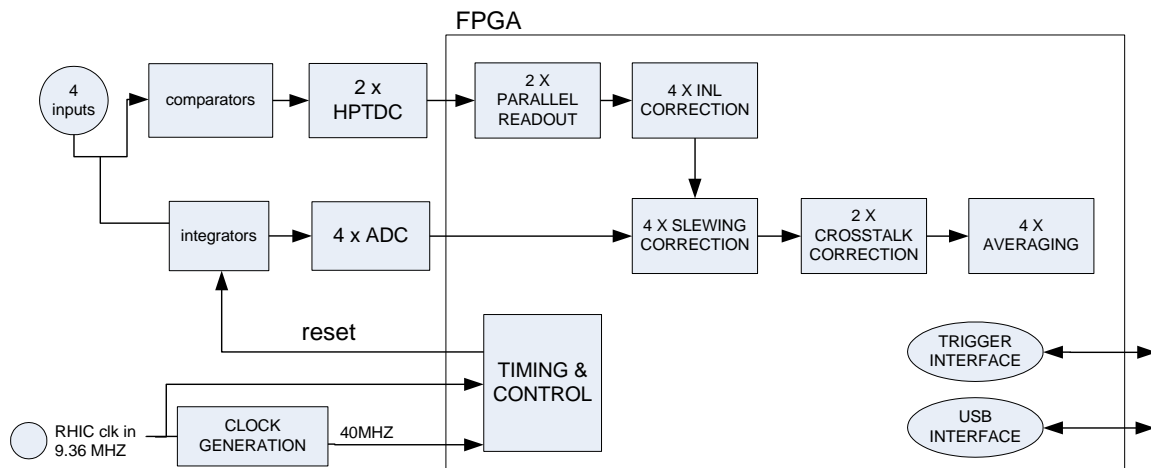 FPGA
4
inputs
comparators
2 x
HPTDC
2 X
PARALLEL
READOUT
4 X INL
CORRECTION
integrators
4 x ADC
4 X SLEWING
CORRECTION
2 X
CROSSTALK
CORRECTION
4 X
AVERAGING
reset
TIMING &
CONTROL
TRIGGER
INTERFACE
RHIC clk in
9.36 MHZ
CLOCK
GENERATION
40MHZ
USB
INTERFACE